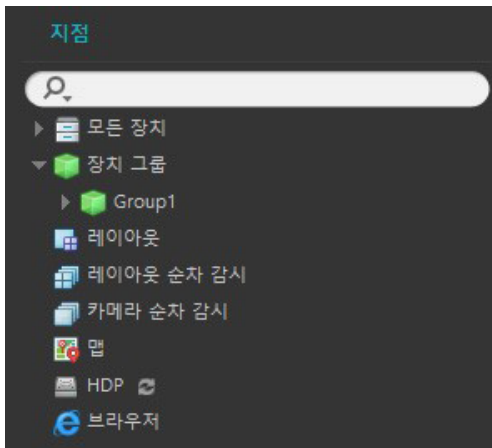 지점
모든 장치
장치 그룹
Group1
레이아웃
레이아웃 순차 감시
카메라 순차 감시
맵
HDP
브라우저